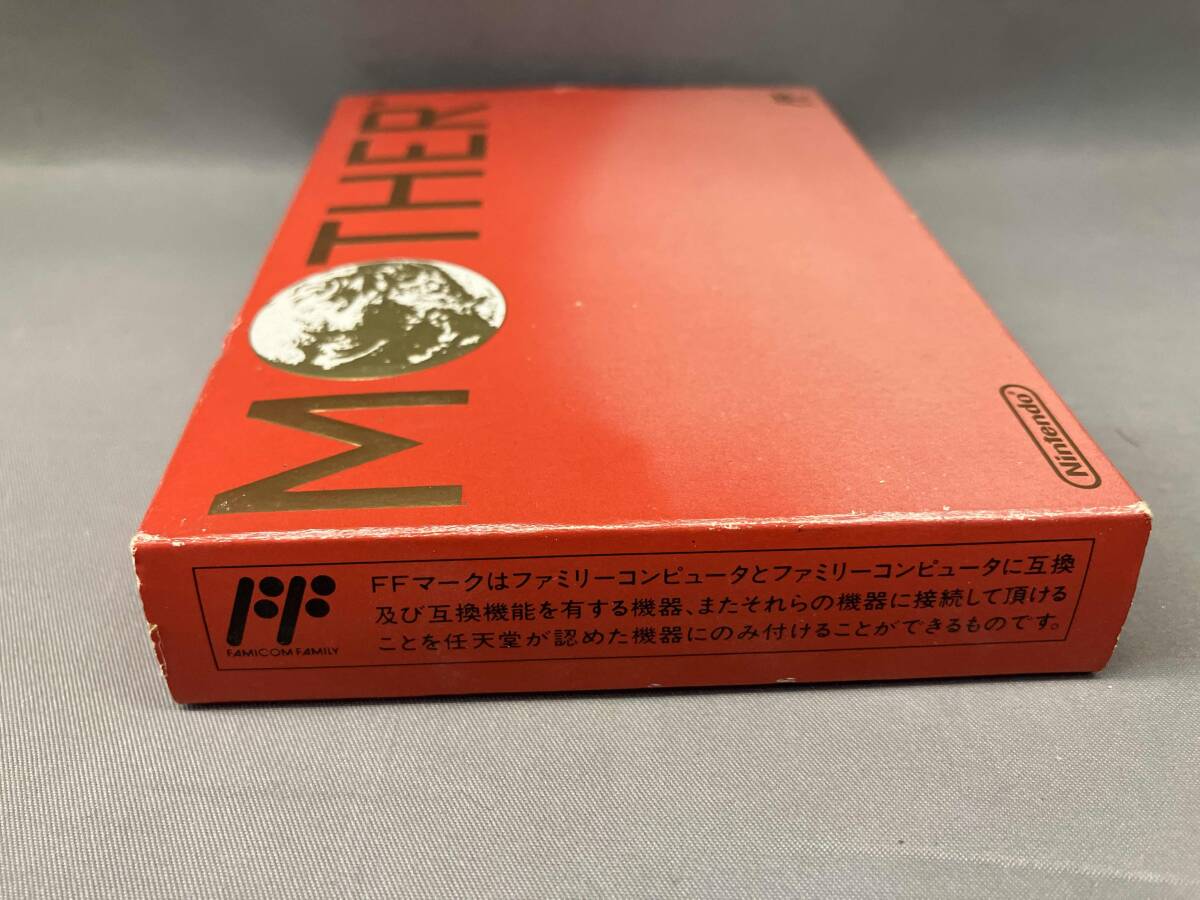 MOTHER
Nintendo
FF
FAMICOM FAMILY
FFマークはファミリーコンピュータとファミリーコンピュータに互換
及び互換機能を有する機器、またそれらの機器に接続して頂ける
ことを任天堂が認めた機器にのみ付けることができるものです。